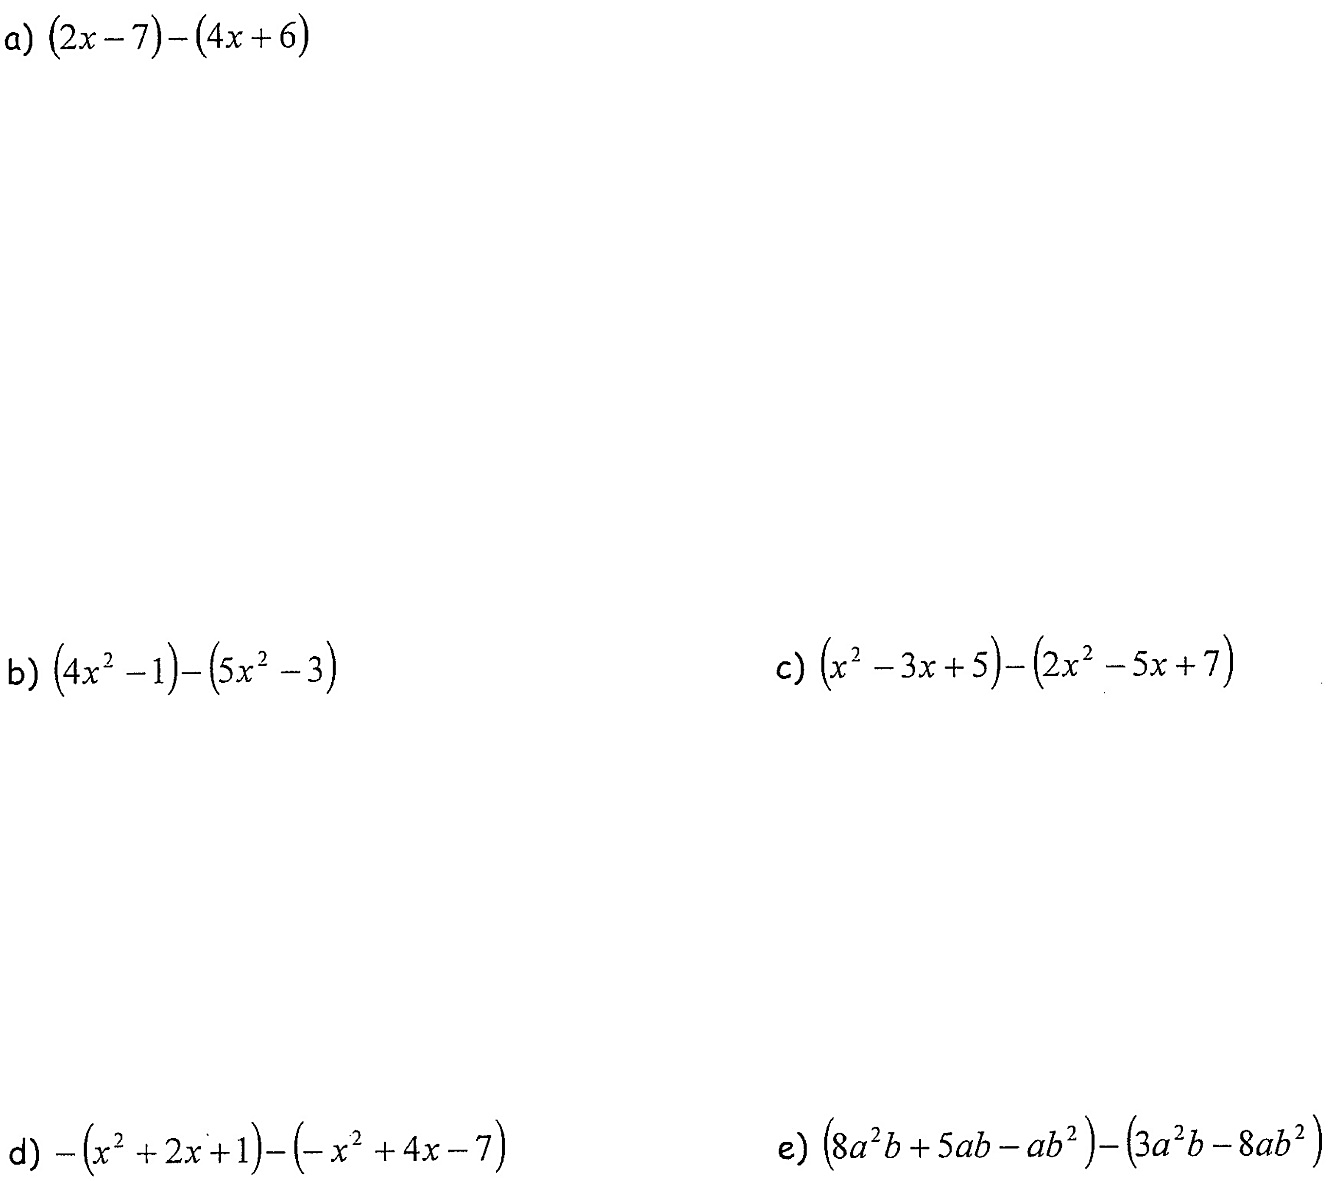 a) (2x − 7) − (4x + 6)
b) (4x² − 1) − (5x² − 3)
c) (x² − 3x + 5) − (2x² − 5x + 7)
d) −(x² + 2x + 1) − (− x² + 4x − 7)
e) (8a²b + 5ab − ab²) − (3a²b − 8ab²)